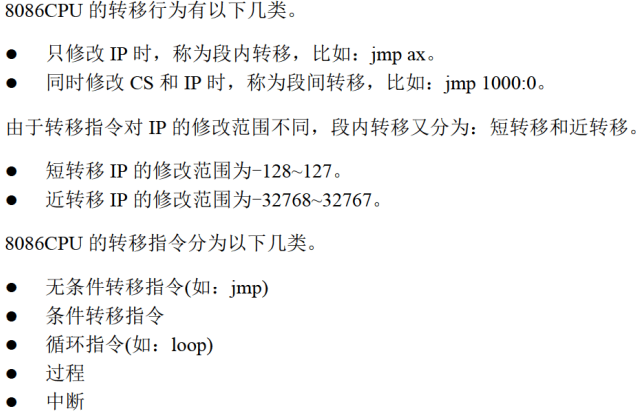 8086CPU 的转移行为有以下几类。
● 只修改 IP 时，称为段内转移，比如：jmp ax。
● 同时修改 CS 和 IP 时，称为段间转移，比如：jmp 1000:0。
由于转移指令对 IP 的修改范围不同，段内转移又分为：短转移和近转移。
● 短转移 IP 的修改范围为−128~127。
● 近转移 IP 的修改范围为−32768~32767。
8086CPU 的转移指令分为以下几类。
● 无条件转移指令(如：jmp)
● 条件转移指令
● 循环指令(如：loop)
● 过程
● 中断